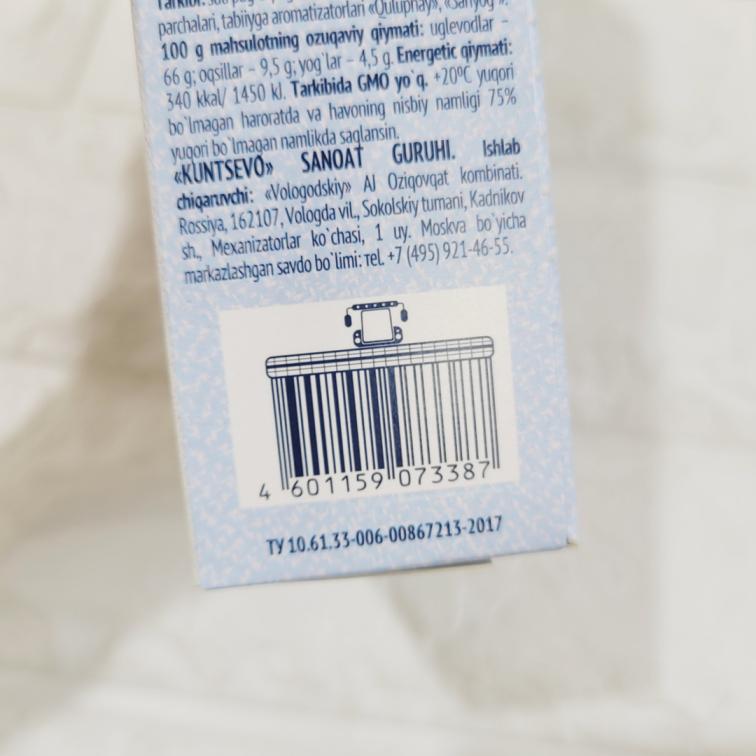 parchalari, tabiiyga aromatizatorlari «Qulupnay»,
100 g mahsulotning ozuqaviy qiymati: uglevodlar –
66 g; oqsillar – 9,5 g; yog`lar – 4,5 g. Energetic qiymati:
340 kkal/ 1450 kJ. Tarkibida GMO yo`q. +20ºC yuqori
bo`lmagan haroratda va havoning nisbiy namligi 75%
yuqori bo`lmagan namlikda saqlansin.
«KUNTSEVO» SANOAT GURUHI. Ishlab
chiqaruvchi: «Vologodskiy» AJ Oziqovqat kombinati.
Rossiya, 162107, Vologda vil., Sokolskiy tumani, Kadnikov
sh., Mexanizatorlar ko`chasi, 1 uy. Moskva bo`yicha
markazlashgan savdo bo`limi: тel. +7 (495) 921-46-55.
4 601159 073387
ТУ 10.61.33-006-00867213-2017